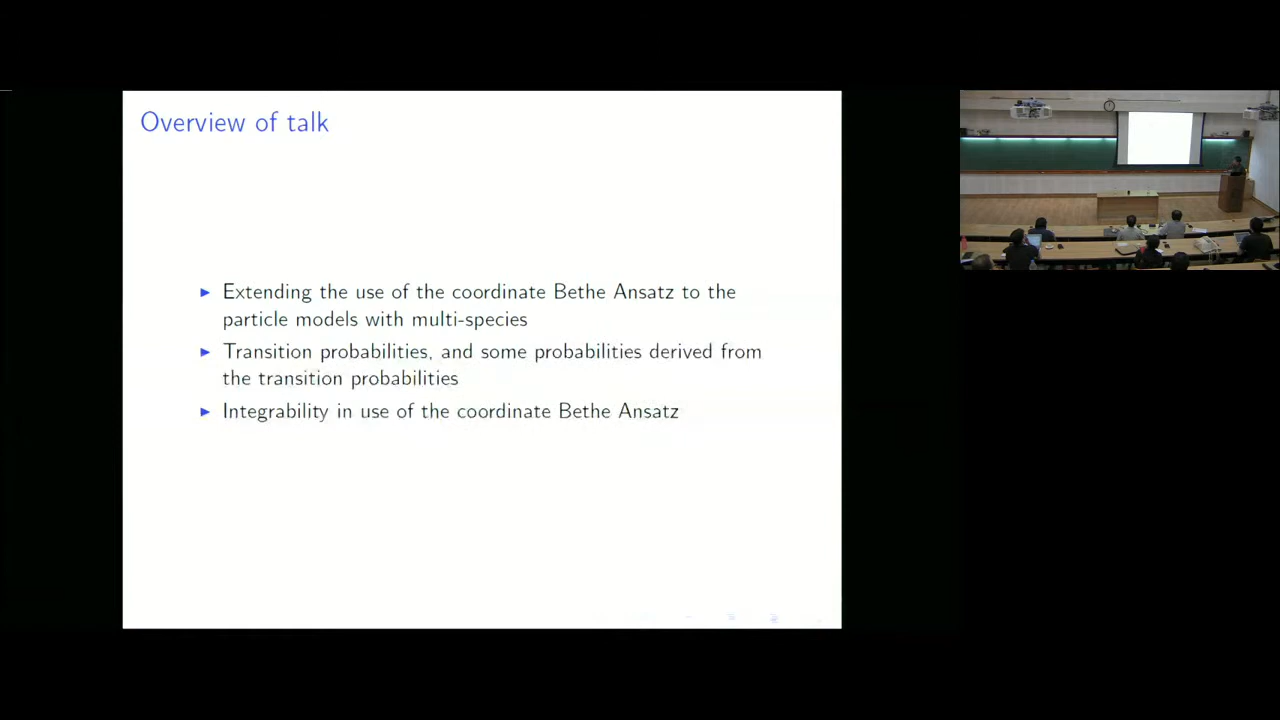 Overview of talk
▶ Extending the use of the coordinate Bethe Ansatz to the
particle models with multi-species
▶ Transition probabilities, and some probabilities derived from
the transition probabilities
▶ Integrability in use of the coordinate Bethe Ansatz